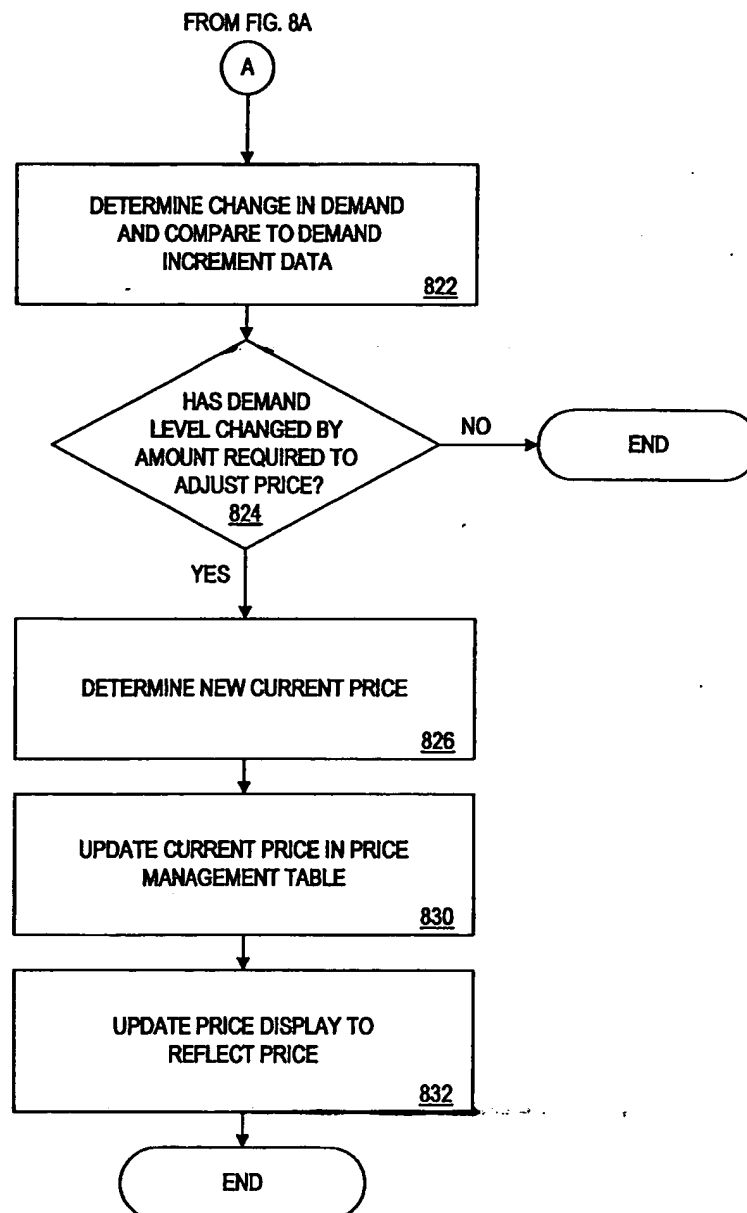 FROM FIG. 8A
A
DETERMINE CHANGE IN DEMAND
AND COMPARE TO DEMAND
INCREMENT DATA
822
HAS DEMAND
LEVEL CHANGED BY
AMOUNT REQUIRED TO
ADJUST PRICE?
824
NO
END
YES
DETERMINE NEW CURRENT PRICE
826
UPDATE CURRENT PRICE IN PRICE
MANAGEMENT TABLE
830
UPDATE PRICE DISPLAY TO
REFLECT PRICE
832
END